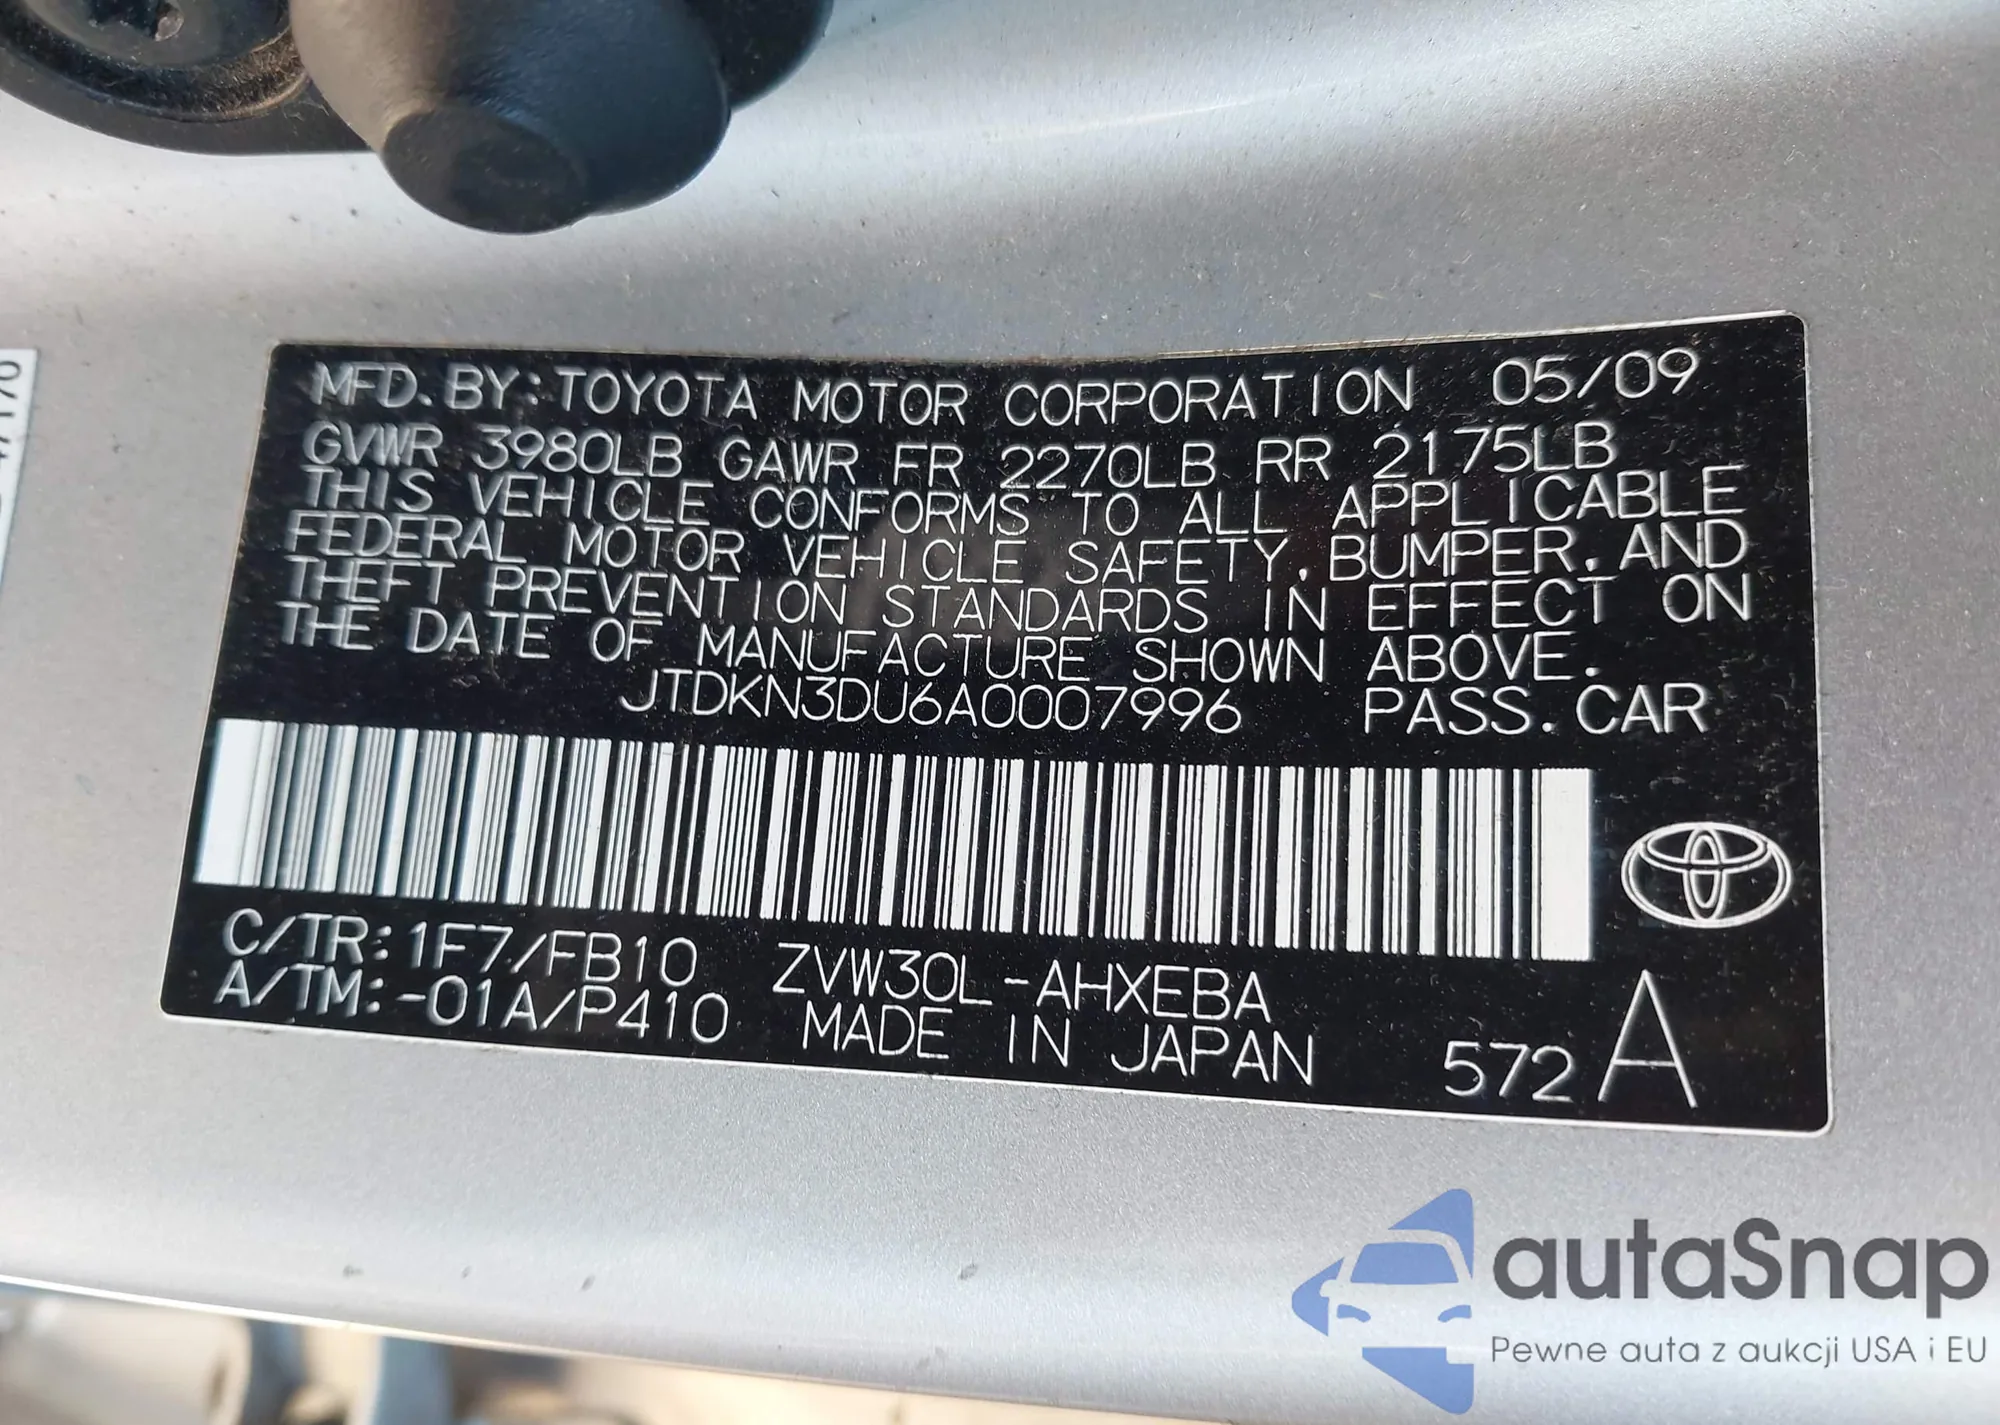 MFD. BY: TOYOTA MOTOR CORPORATION 05/09
GVWR 3980LB GAWR FR 2270LB RR 2175LB
THIS VEHICLE CONFORMS TO ALL APPLICABLE
FEDERAL MOTOR VEHICLE SAFETY, BUMPER, AND
THEFT PREVENTION STANDARDS IN EFFECT ON
THE DATE OF MANUFACTURE SHOWN ABOVE.
JTDKN3DU6A0007996 PASS. CAR
C/TR: 1F7/FB10 ZVW30L-AHXEBA
A/TM: -01A/P410 MADE IN JAPAN 572 A
autaSnap
Pewne auta z aukcji USA i EU